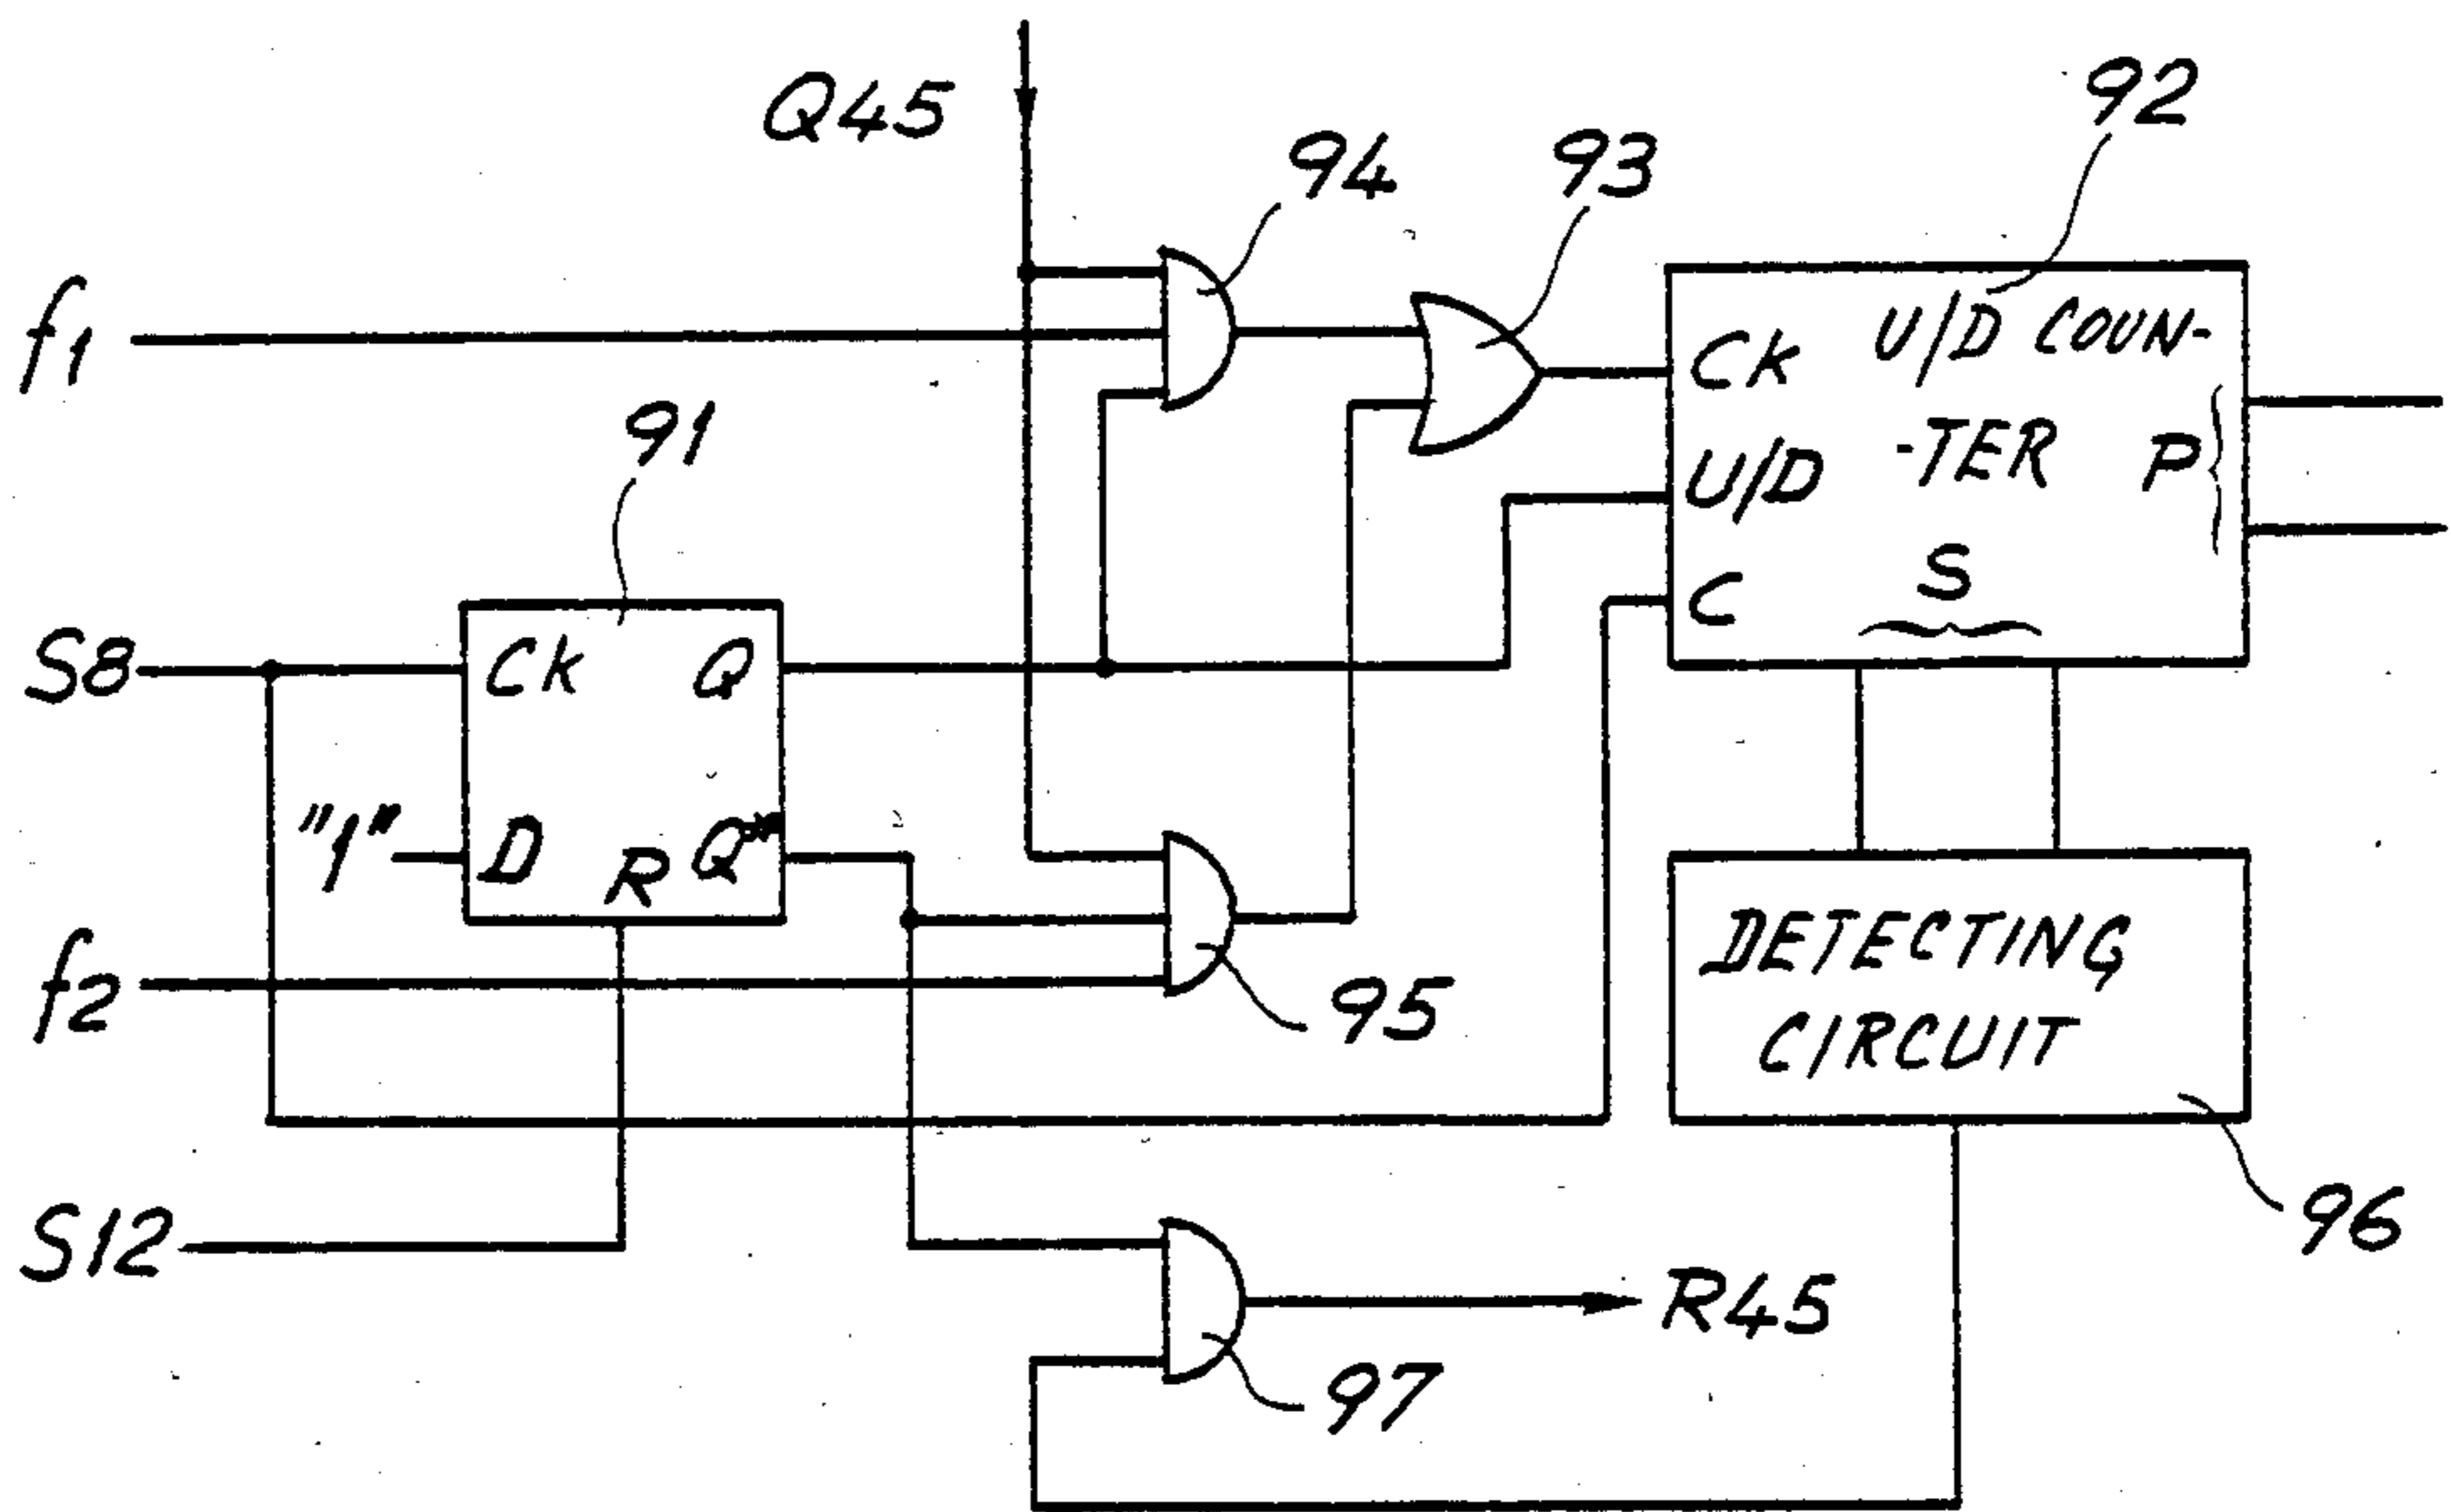 Q45
94
93
92
f1
91
Ck
U/D COUN-
-TER
U/D
P
C
S
S8
Ck
Q
"1"
D
R
Q*
f2
95
DETECTING
CIRCUIT
S12
96
R45
97